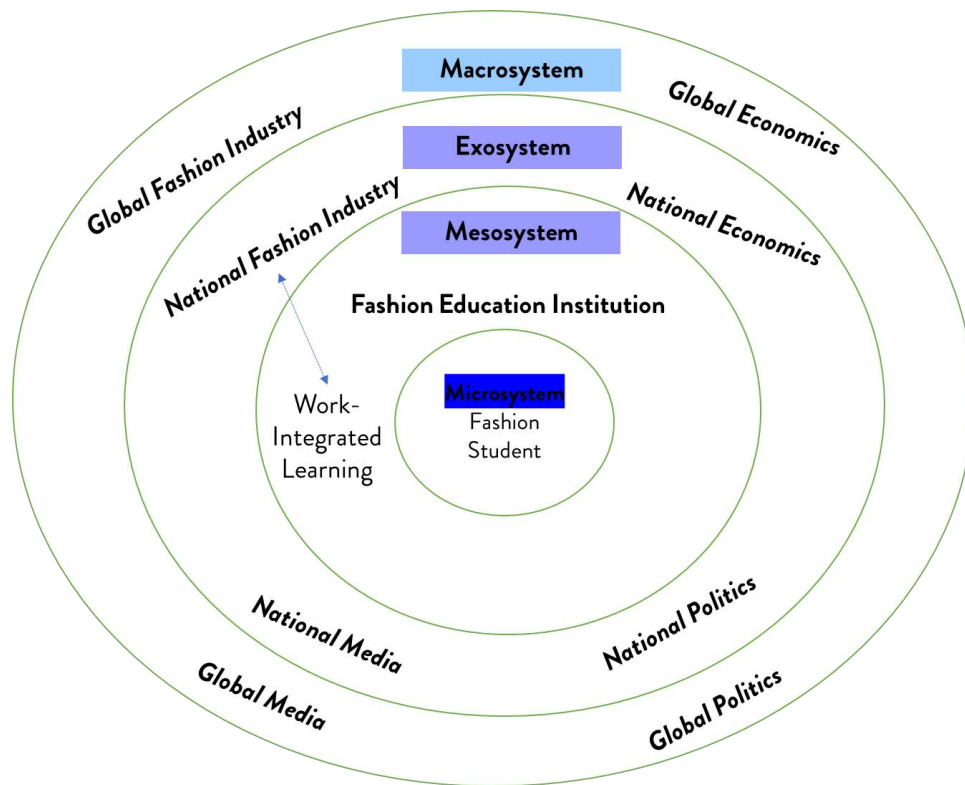 Macrosystem
Global Economics
Global Fashion Industry
Exosystem
National Fashion Industry
National Economics
Mesosystem
Fashion Education Institution
Microsystem
Fashion
Student
Work-
Integrated
Learning
National Media
National Politics
Global Media
Global Politics